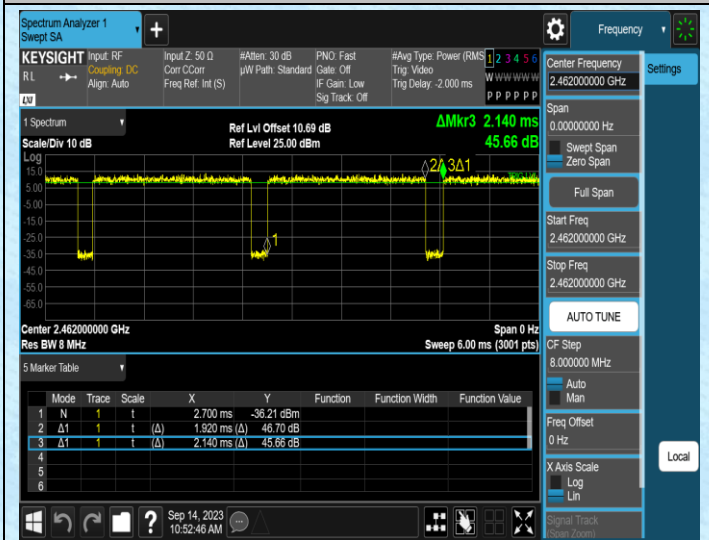 Spectrum Analyzer 1
Swept SA
+
Frequency
KEYSIGHT
RL
LXI
Input: RF
Coupling: DC
Align: Auto
Input Z: 50 Ω
Corr CCorr
Freq Ref: Int (S)
#Atten: 30 dB
µW Path: Standard
PNO: Fast
Gate: Off
IF Gain: Low
Sig Track: Off
#Avg Type: Power (RMS
Trig: Video
Trig Delay: -2.000 ms
1 2 3 4 5 6
W W W W W W
P P P P P P
1 Spectrum
Scale/Div 10 dB
Ref Lvl Offset 10.69 dB
Ref Level 25.00 dBm
ΔMkr3 2.140 ms
45.66 dB
Log
15.0
5.00
-5.00
-15.0
-25.0
-35.0
-45.0
-55.0
-65.0
2Δ 3Δ1
1
Center 2.462000000 GHz
Res BW 8 MHz
Span 0 Hz
Sweep 6.00 ms (3001 pts)
5 Marker Table
Mode Trace Scale X Y Function Function Width Function Value
1 N 1 t 2.700 ms -36.21 dBm
2 Δ1 1 t (Δ) 1.920 ms (Δ) 46.70 dB
3 Δ1 1 t (Δ) 2.140 ms (Δ) 45.66 dB
4
5
6
Sep 14, 2023
10:52:46 AM
?
Center Frequency
2.462000000 GHz
Settings
Span
0.00000000 Hz
Swept Span
Zero Span
Full Span
Start Freq
2.462000000 GHz
Stop Freq
2.462000000 GHz
AUTO TUNE
CF Step
8.000000 MHz
Auto
Man
Freq Offset
0 Hz
X Axis Scale
Log
Lin
Signal Track
(Span Zoom)
Local